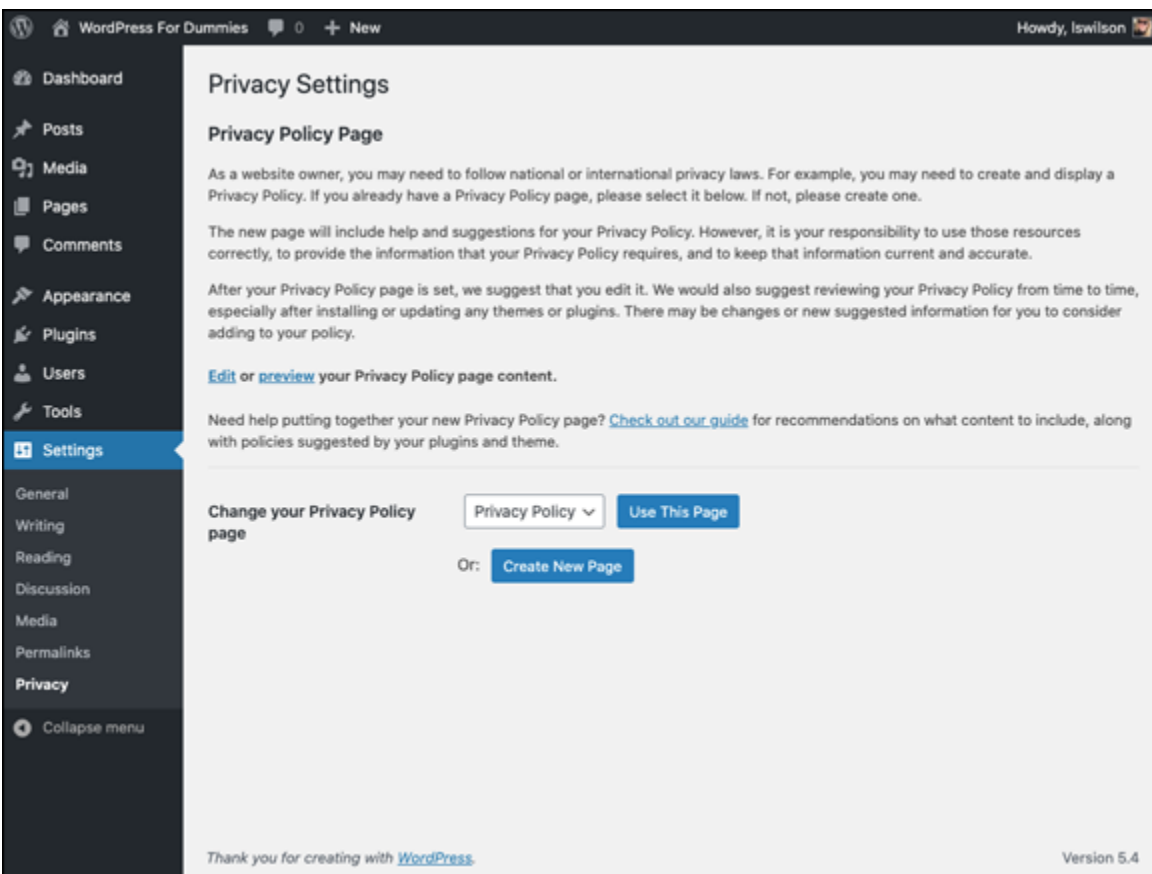 WordPress For Dummies 0 + New Howdy, lswilson
Dashboard
Posts
Media
Pages
Comments
Appearance
Plugins
Users
Tools
Settings
General
Writing
Reading
Discussion
Media
Permalinks
Privacy
Collapse menu
Privacy Settings
Privacy Policy Page
As a website owner, you may need to follow national or international privacy laws. For example, you may need to create and display a
Privacy Policy. If you already have a Privacy Policy page, please select it below. If not, please create one.
The new page will include help and suggestions for your Privacy Policy. However, it is your responsibility to use those resources
correctly, to provide the information that your Privacy Policy requires, and to keep that information current and accurate.
After your Privacy Policy page is set, we suggest that you edit it. We would also suggest reviewing your Privacy Policy from time to time,
especially after installing or updating any themes or plugins. There may be changes or new suggested information for you to consider
adding to your policy.
Edit or preview your Privacy Policy page content.
Need help putting together your new Privacy Policy page? Check out our guide for recommendations on what content to include, along
with policies suggested by your plugins and theme.
Change your Privacy Policy
page
Privacy Policy Use This Page
Or: Create New Page
Thank you for creating with WordPress. Version 5.4